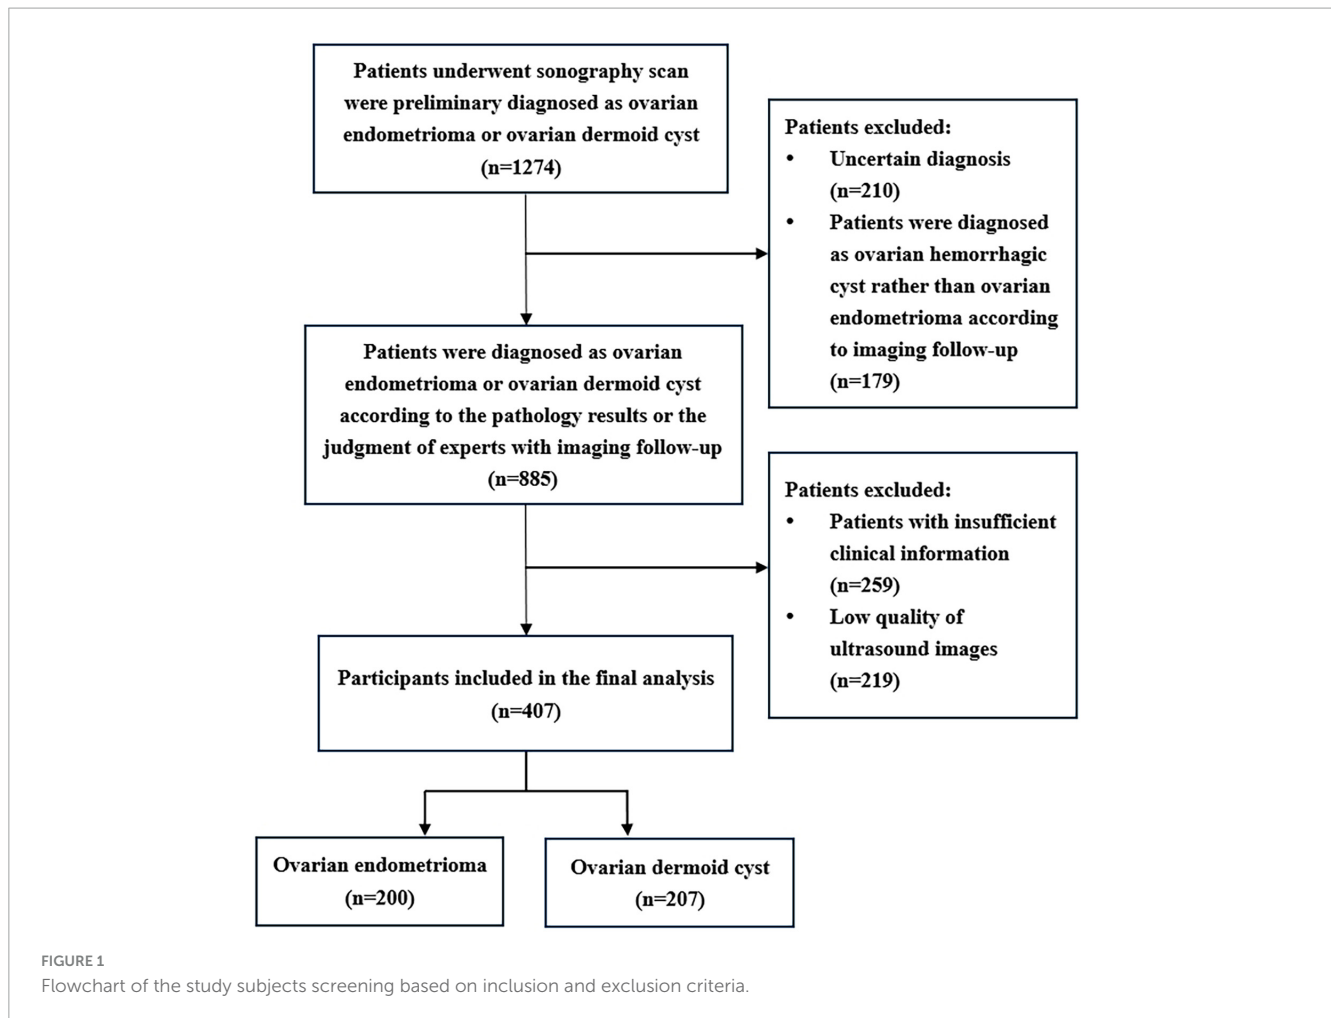 Patients underwent sonography scan
were preliminary diagnosed as ovarian
endometrioma or ovarian dermoid cyst
(n=1274)
Patients excluded:
• Uncertain diagnosis
(n=210)
• Patients were diagnosed
as ovarian hemorrhagic
cyst rather than ovarian
endometrioma according
to imaging follow-up
(n=179)
Patients were diagnosed as ovarian
endometrioma or ovarian dermoid cyst
according to the pathology results or the
judgment of experts with imaging follow-up
(n=885)
Patients excluded:
• Patients with insufficient
clinical information
(n=259)
• Low quality of
ultrasound images
(n=219)
Participants included in the final analysis
(n=407)
Ovarian endometrioma
(n=200)
Ovarian dermoid cyst
(n=207)
FIGURE 1
Flowchart of the study subjects screening based on inclusion and exclusion criteria.